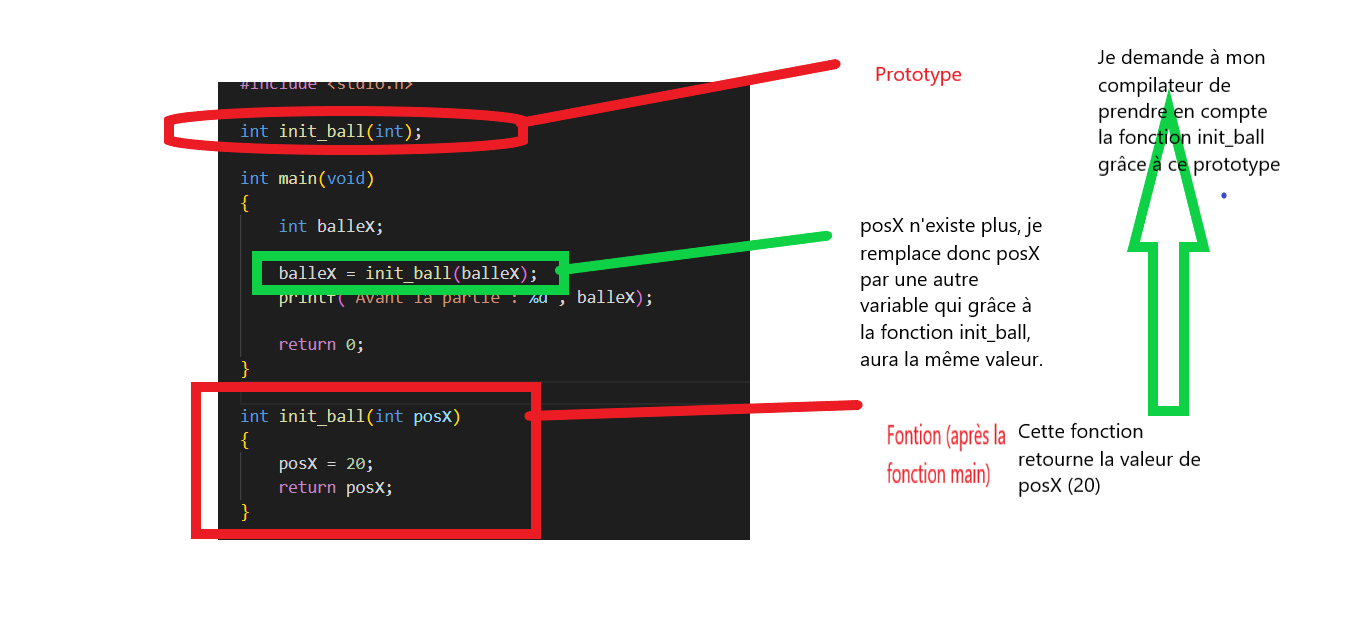 #include <stdio.h>
int init_ball(int);
int main(void)
{
int balleX;
balleX = init_ball(balleX);
printf("Avant la partie : %d", balleX);
return 0;
}
int init_ball(int posX)
{
posX = 20;
return posX;
}
Prototype
Je demande à mon
compilateur de
prendre en compte
la fonction init_ball
grâce à ce prototype
posX n'existe plus, je
remplace donc posX
par une autre
variable qui grâce à
la fonction init_ball,
aura la même valeur.
Fontion (après la
fonction main)
Cette fonction
retourne la valeur de
posX (20)